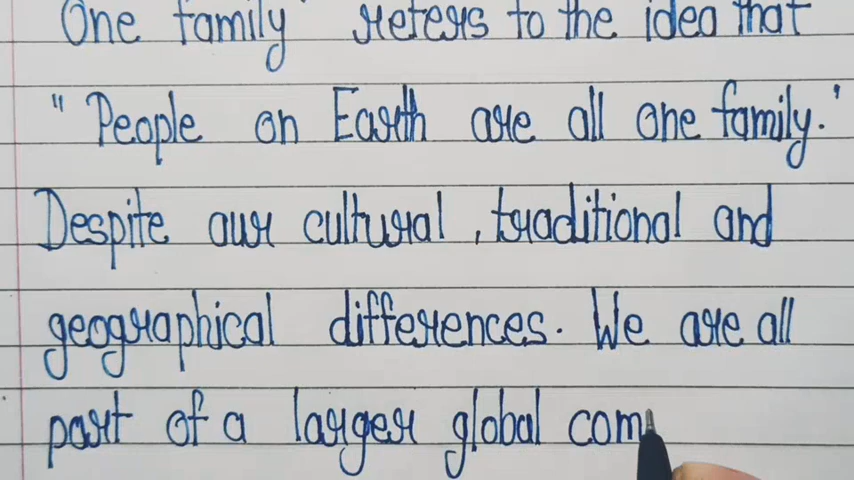 One family" refers to the idea that
" People on Earth are all one family.'
Despite our cultural , traditional and
geographical differences. We are all
part of a larger global com